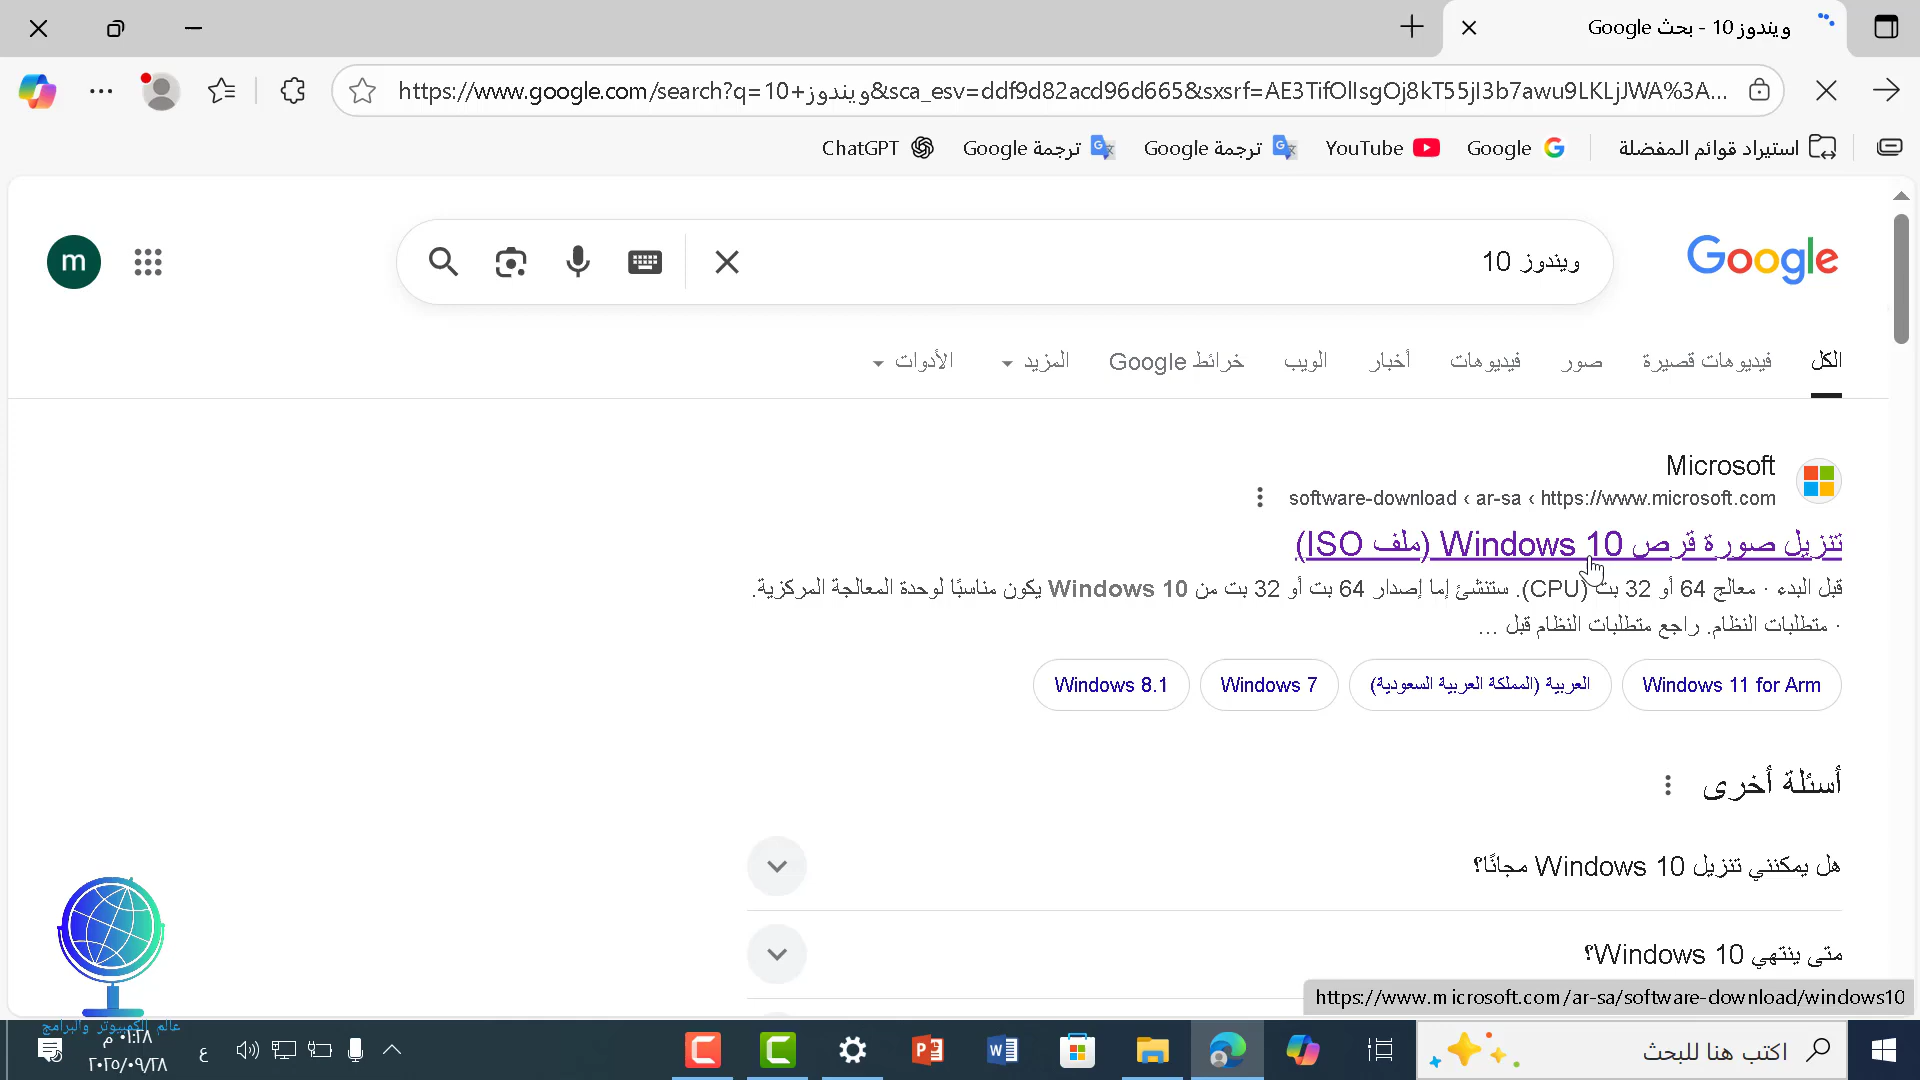 ويندوز 10 - بحث Google
https://www.google.com/search?q=10+ويندوز&sca_esv=ddf9d82acd96d665&sxsrf=AE3TifOlIsgOj8kT55jI3b7awu9LKLjJWA%3A...
استيراد قوائم المفضلة
Google
YouTube
ترجمة Google
ترجمة Google
ChatGPT
Google
ويندوز 10
m
الكل
فيديوهات قصيرة
صور
فيديوهات
أخبار
الويب
خرائط Google
المزيد
الأدوات
Microsoft
https://www.microsoft.com › ar-sa › software-download
تنزيل صورة قرص Windows 10 (ملف ISO)
قبل البدء · معالج 64 أو 32 بت (CPU). ستنشئ إما إصدار 64 بت أو 32 بت من Windows 10 يكون مناسبًا لوحدة المعالجة المركزية.
· متطلبات النظام. راجع متطلبات النظام قبل ...
Windows 11 for Arm
العربية (المملكة العربية السعودية)
Windows 7
Windows 8.1
أسئلة أخرى
هل يمكنني تنزيل Windows 10 مجانًا؟
متى ينتهي Windows 10؟
https://www.microsoft.com/ar-sa/software-download/windows10
عالم الكمبيوتر والبرامج
اكتب هنا للبحث
ع
٠١:١٨ م
٢٠٢٥/٠٩/٢٨